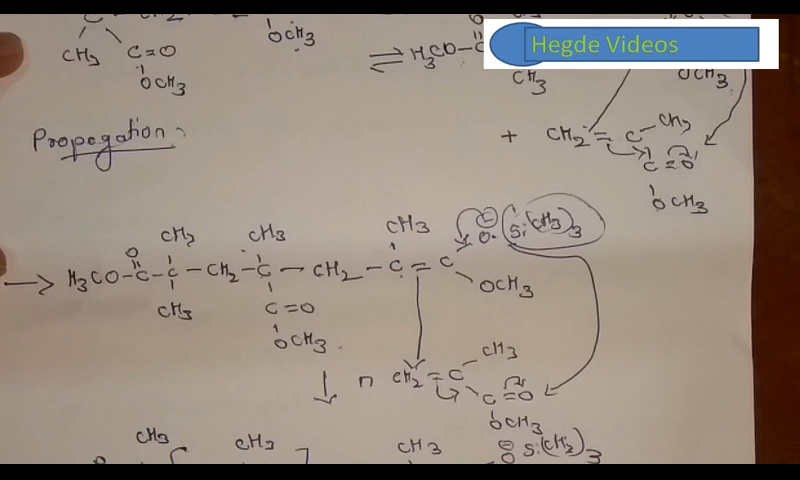 Hegde Videos
CH3 C=O
OCH3
OCH3
⇌ H3CO-C
CH3
OCH3
Propogation:
+ CH2=C-CH3
C=O
OCH3
→ H3CO-C-C-CH2-C-CH2-C=C
O
CH3 CH3 CH3 O Si(CH3)3
CH3
C=O
OCH3
OCH3
↓ n CH2=C
CH3
C=O
OCH3
CH3 CH3 CH3 O Si(CH3)3